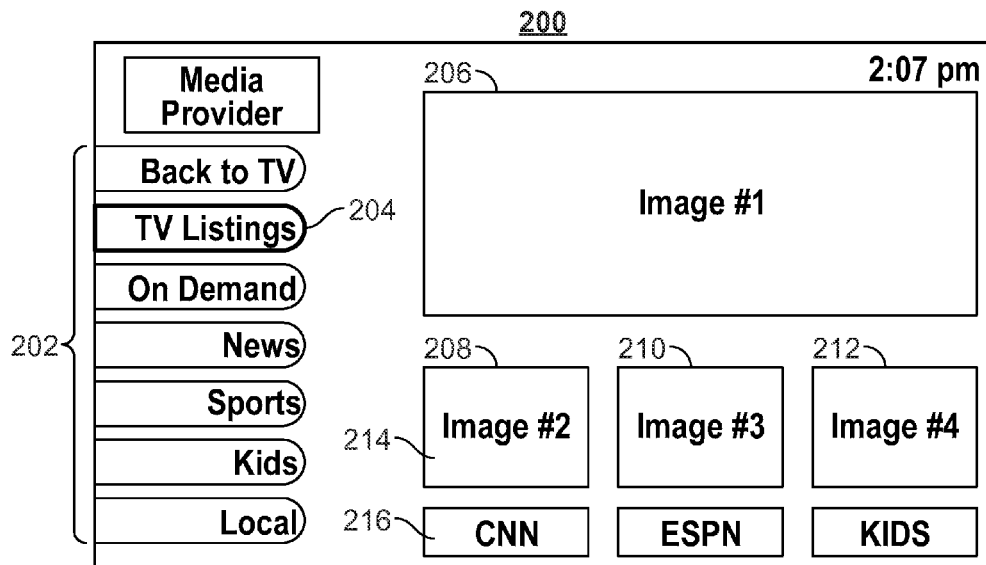 200
Media
Provider
2:07 pm
206
Image #1
202
Back to TV
TV Listings
204
On Demand
News
Sports
Kids
Local
208
210
212
Image #2
Image #3
Image #4
214
216
CNN
ESPN
KIDS